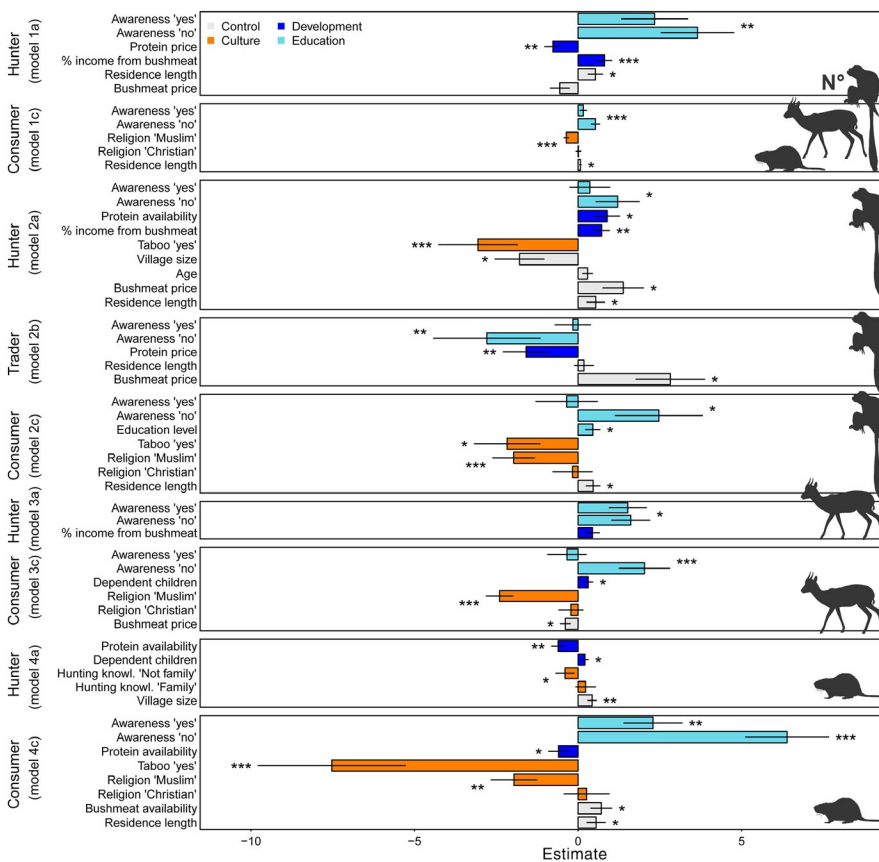 Control
Development
Culture
Education
Hunter
(model 1a)
Awareness 'yes'
Awareness 'no'
**
Protein price
**
% income from bushmeat
***
Residence length
*
Bushmeat price
N°
Consumer
(model 1c)
Awareness 'yes'
Awareness 'no'
***
Religion 'Muslim'
***
Religion 'Christian'
Residence length
*
Hunter
(model 2a)
Awareness 'yes'
*
Awareness 'no'
Protein availability
*
% income from bushmeat
**
Taboo 'yes'
***
Village size
*
Age
Bushmeat price
*
Residence length
*
Trader
(model 2b)
Awareness 'yes'
**
Awareness 'no'
Protein price
**
Residence length
Bushmeat price
*
Consumer
(model 2c)
Awareness 'yes'
*
Awareness 'no'
Education level
*
Taboo 'yes'
*
Religion 'Muslim'
***
Religion 'Christian'
Residence length
*
Hunter
(model 3a)
Awareness 'yes'
*
Awareness 'no'
% income from bushmeat
Consumer
(model 3c)
Awareness 'yes'
***
Awareness 'no'
Dependent children
*
Religion 'Muslim'
***
Religion 'Christian'
Bushmeat price
*
Hunter
(model 4a)
Protein availability
**
Dependent children
*
Hunting knowl. 'Not family'
*
Hunting knowl. 'Family'
Village size
**
Consumer
(model 4c)
Awareness 'yes'
**
Awareness 'no'
***
Protein availability
*
Taboo 'yes'
***
Religion 'Muslim'
**
Religion 'Christian'
Bushmeat availability
*
Residence length
*
−10
−5
0
5
Estimate